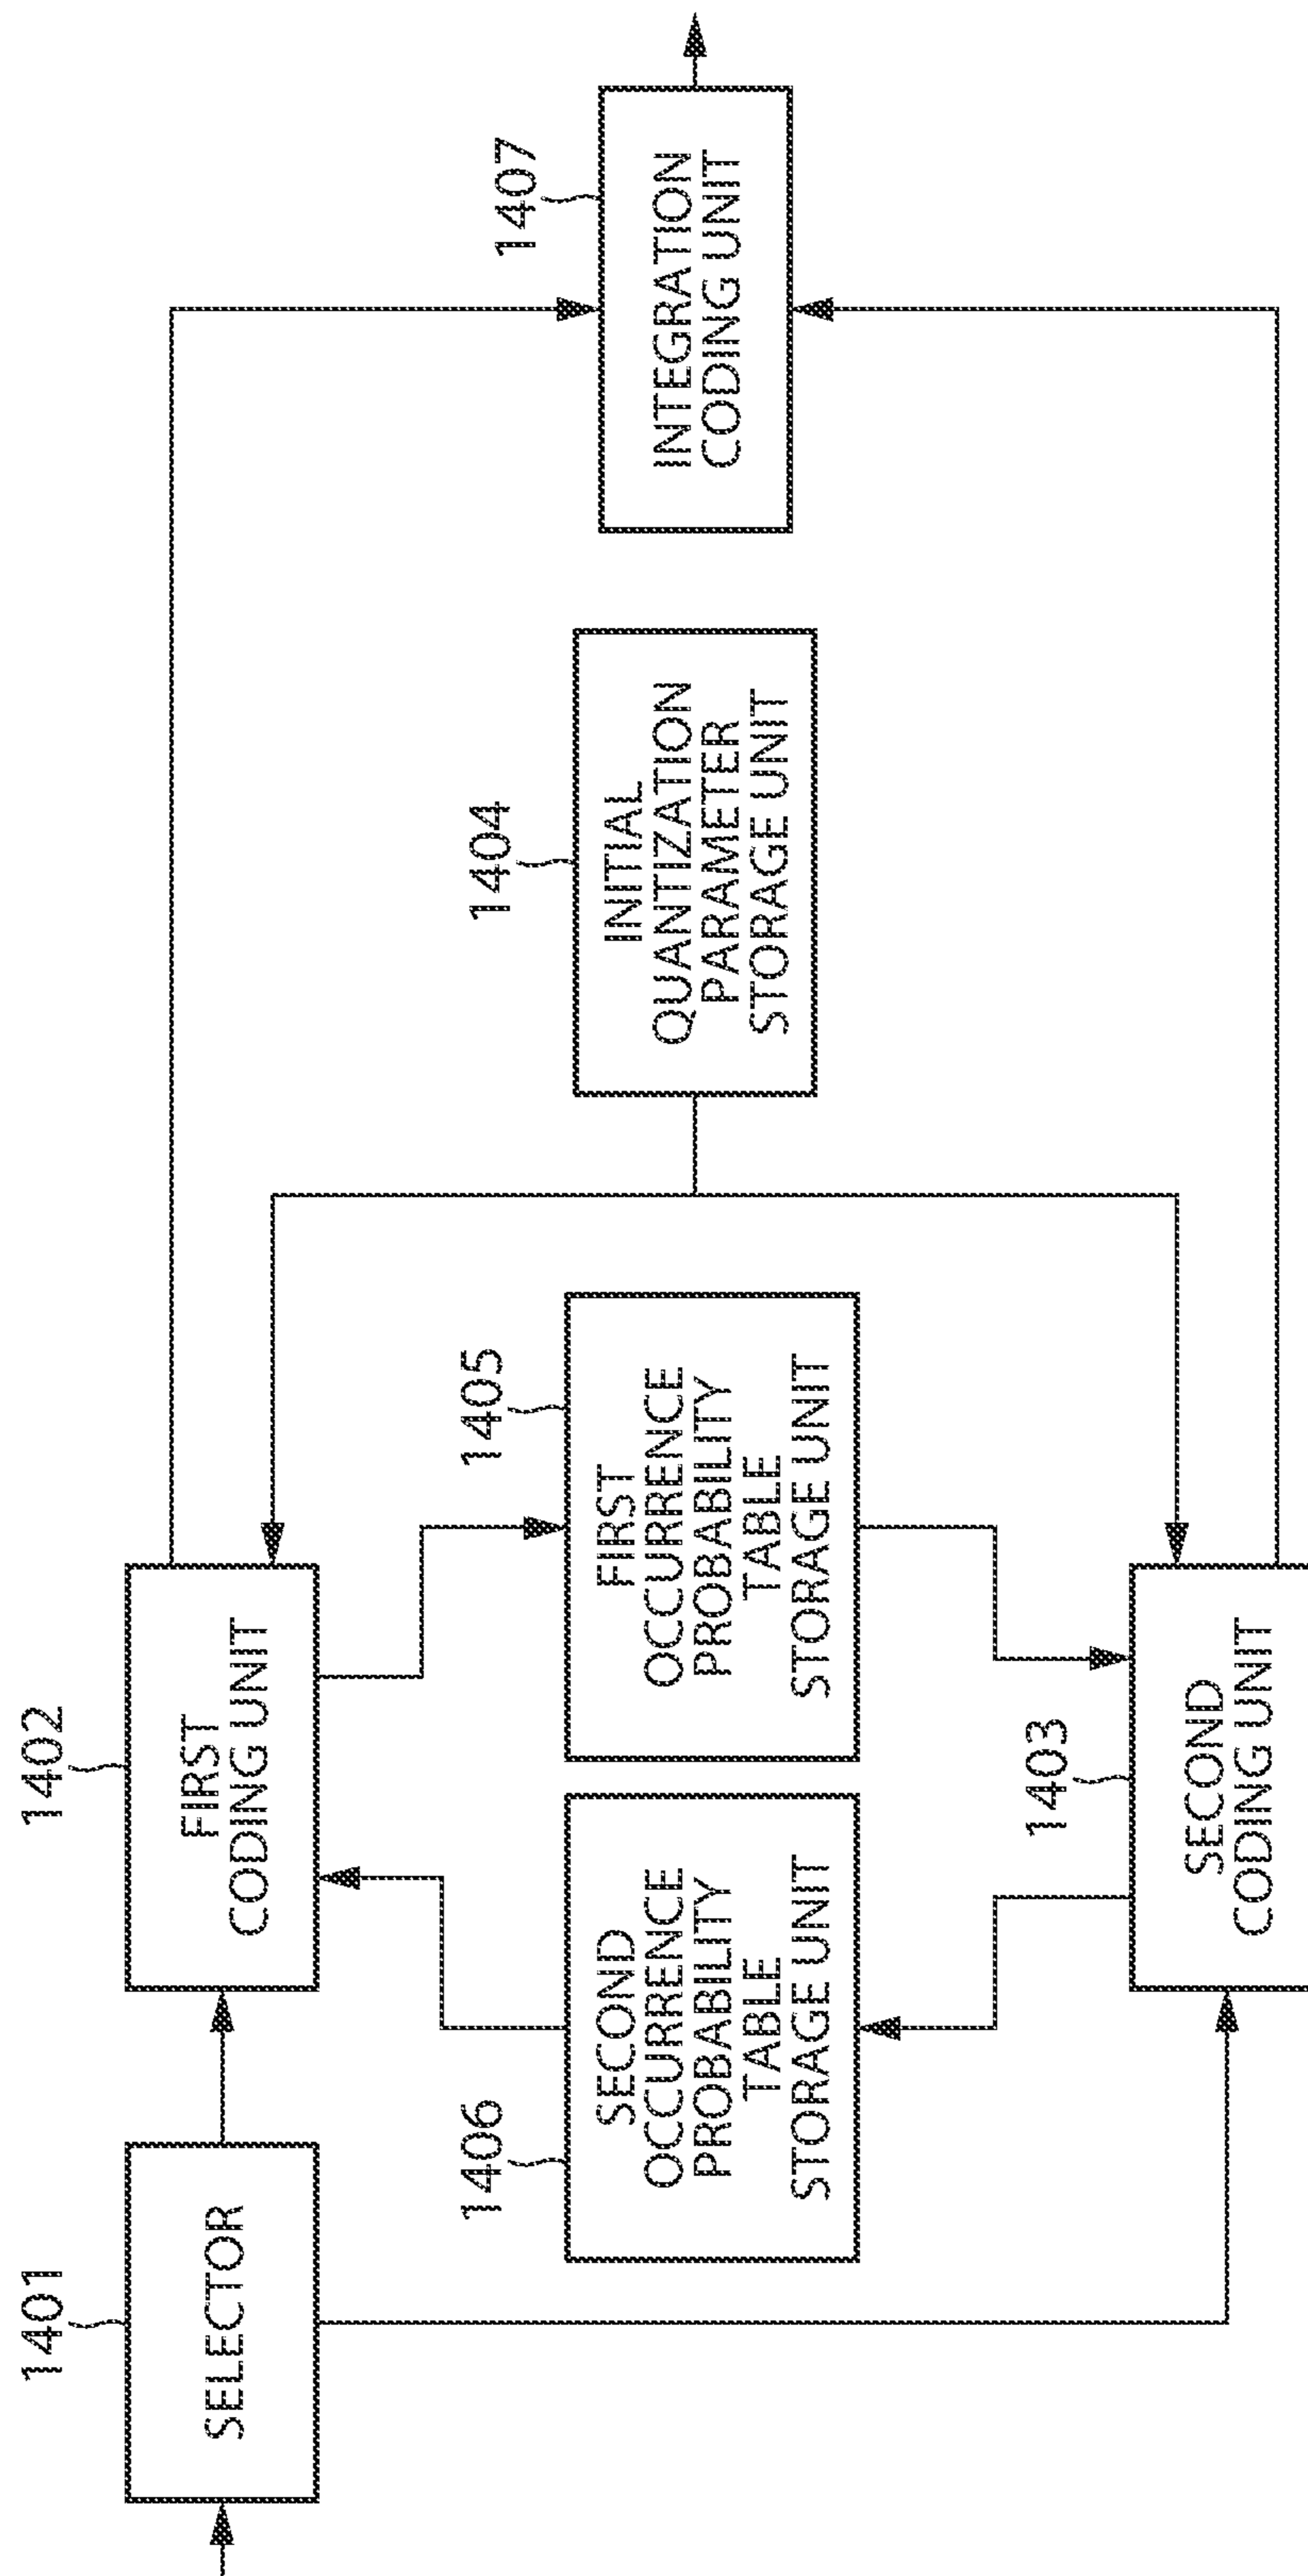 1401
SELECTOR
1402
FIRST
CODING UNIT
1406
SECOND
OCCURRENCE
PROBABILITY
TABLE
STORAGE UNIT
1405
FIRST
OCCURRENCE
PROBABILITY
TABLE
STORAGE UNIT
1403
SECOND
CODING UNIT
1404
INITIAL
QUANTIZATION
PARAMETER
STORAGE UNIT
1407
INTEGRATION
CODING UNIT